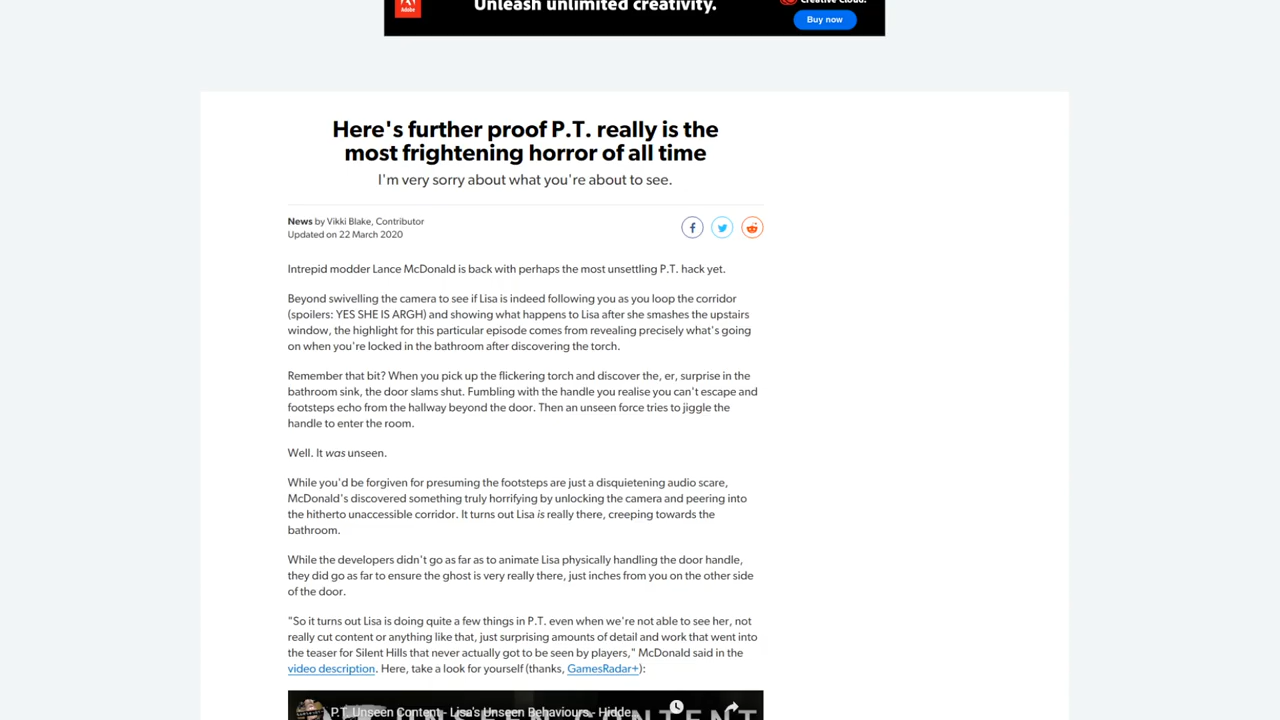 Adobe
Unleash unlimited creativity.
Creative Cloud.
Buy now
Here's further proof P.T. really is the
most frightening horror of all time
I'm very sorry about what you're about to see.
News by Vikki Blake, Contributor
Updated on 22 March 2020
Intrepid modder Lance McDonald is back with perhaps the most unsettling P.T. hack yet.
Beyond swivelling the camera to see if Lisa is indeed following you as you loop the corridor
(spoilers: YES SHE IS ARGH) and showing what happens to Lisa after she smashes the upstairs
window, the highlight for this particular episode comes from revealing precisely what's going
on when you're locked in the bathroom after discovering the torch.
Remember that bit? When you pick up the flickering torch and discover the, er, surprise in the
bathroom sink, the door slams shut. Fumbling with the handle you realise you can't escape and
footsteps echo from the hallway beyond the door. Then an unseen force tries to jiggle the
handle to enter the room.
Well. It was unseen.
While you'd be forgiven for presuming the footsteps are just a disquietening audio scare,
McDonald's discovered something truly horrifying by unlocking the camera and peering into
the hitherto unaccessible corridor. It turns out Lisa is really there, creeping towards the
bathroom.
While the developers didn't go as far as to animate Lisa physically handling the door handle,
they did go as far to ensure the ghost is very really there, just inches from you on the other side
of the door.
"So it turns out Lisa is doing quite a few things in P.T. even when we're not able to see her, not
really cut content or anything like that, just surprising amounts of detail and work that went into
the teaser for Silent Hills that never actually got to be seen by players," McDonald said in the
video description. Here, take a look for yourself (thanks, GamesRadar+):
P.T. Unseen Content - Lisa's Unseen Behaviours - Hidde...
UNSEEN CONTENT